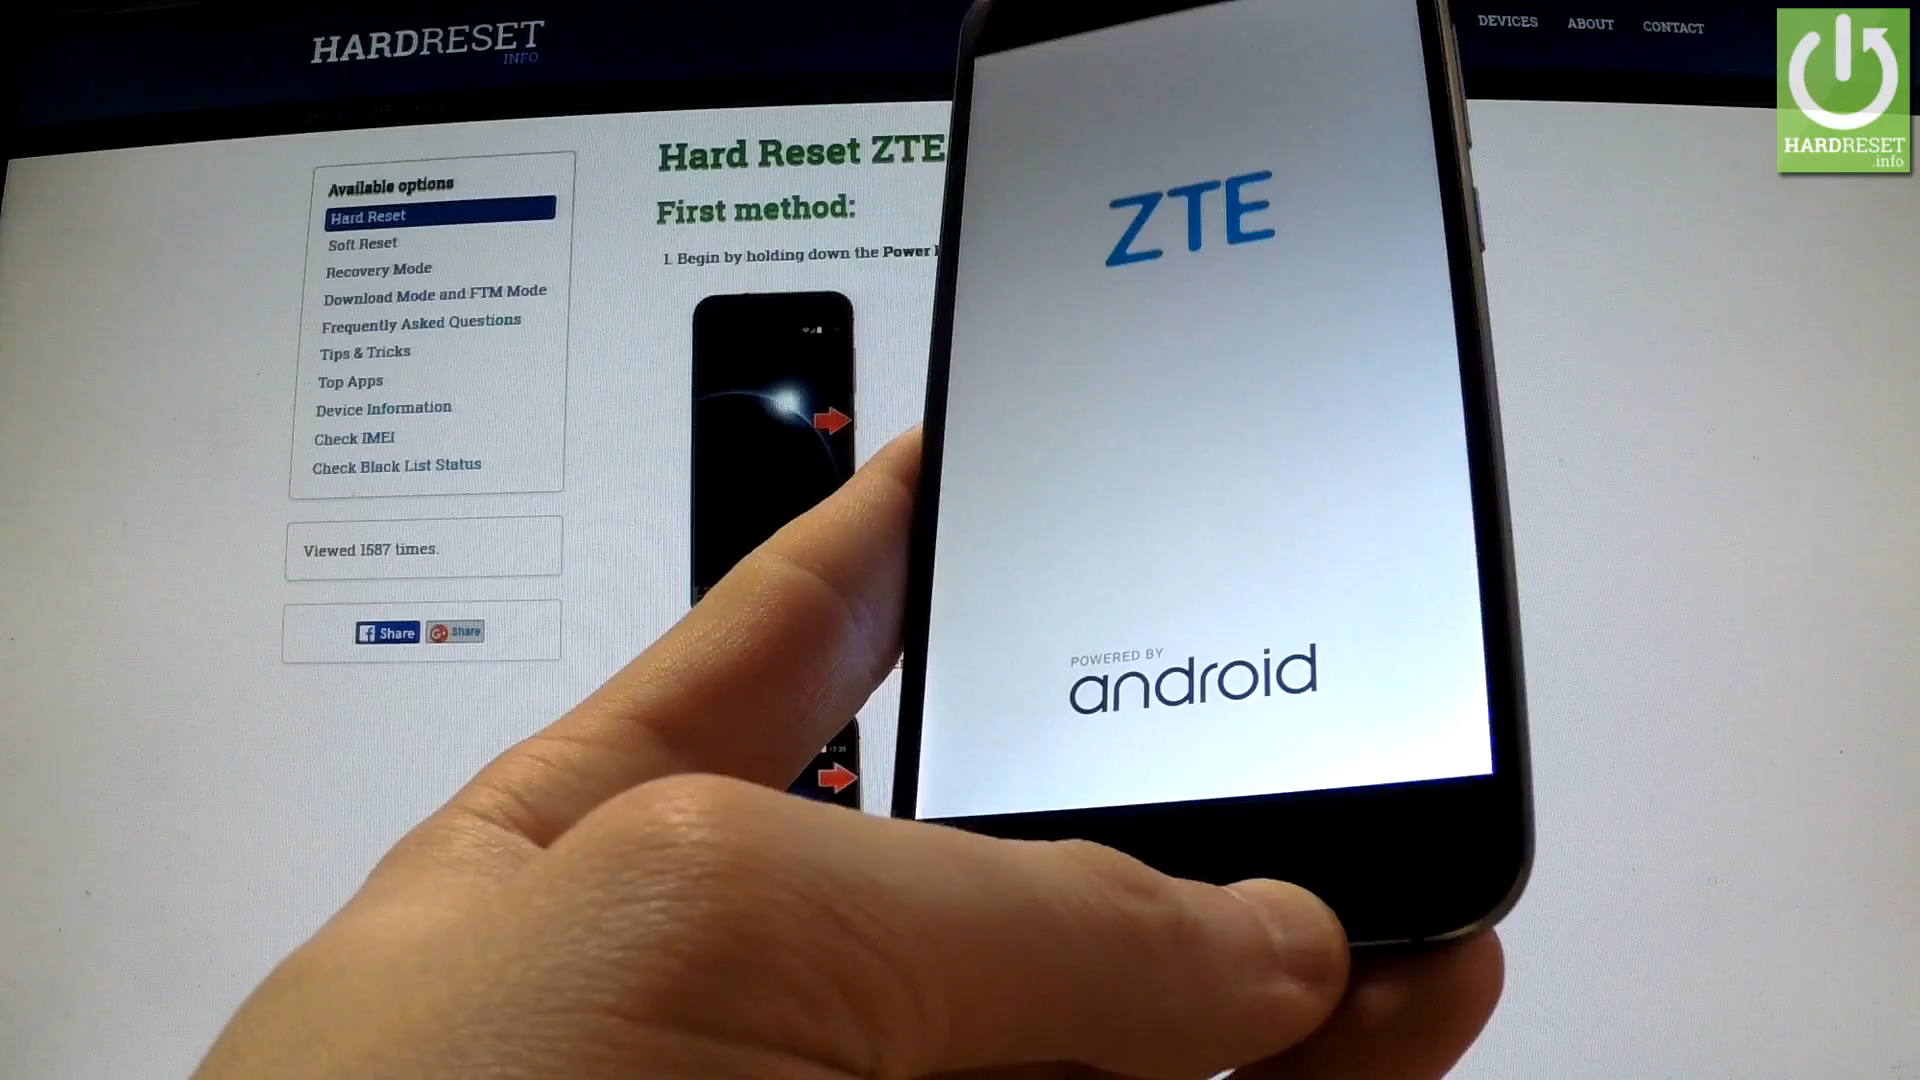 HARDRESET
INFO
DEVICES
ABOUT
CONTACT
HARDRESET
.info
Available options
Hard Reset
Soft Reset
Recovery Mode
Download Mode and FTM Mode
Frequently Asked Questions
Tips & Tricks
Top Apps
Device Information
Check IMEI
Check Black List Status
Viewed 1587 times.
Share
Share
Hard Reset ZTE
First method:
1. Begin by holding down the Power
ZTE
POWERED BY
android